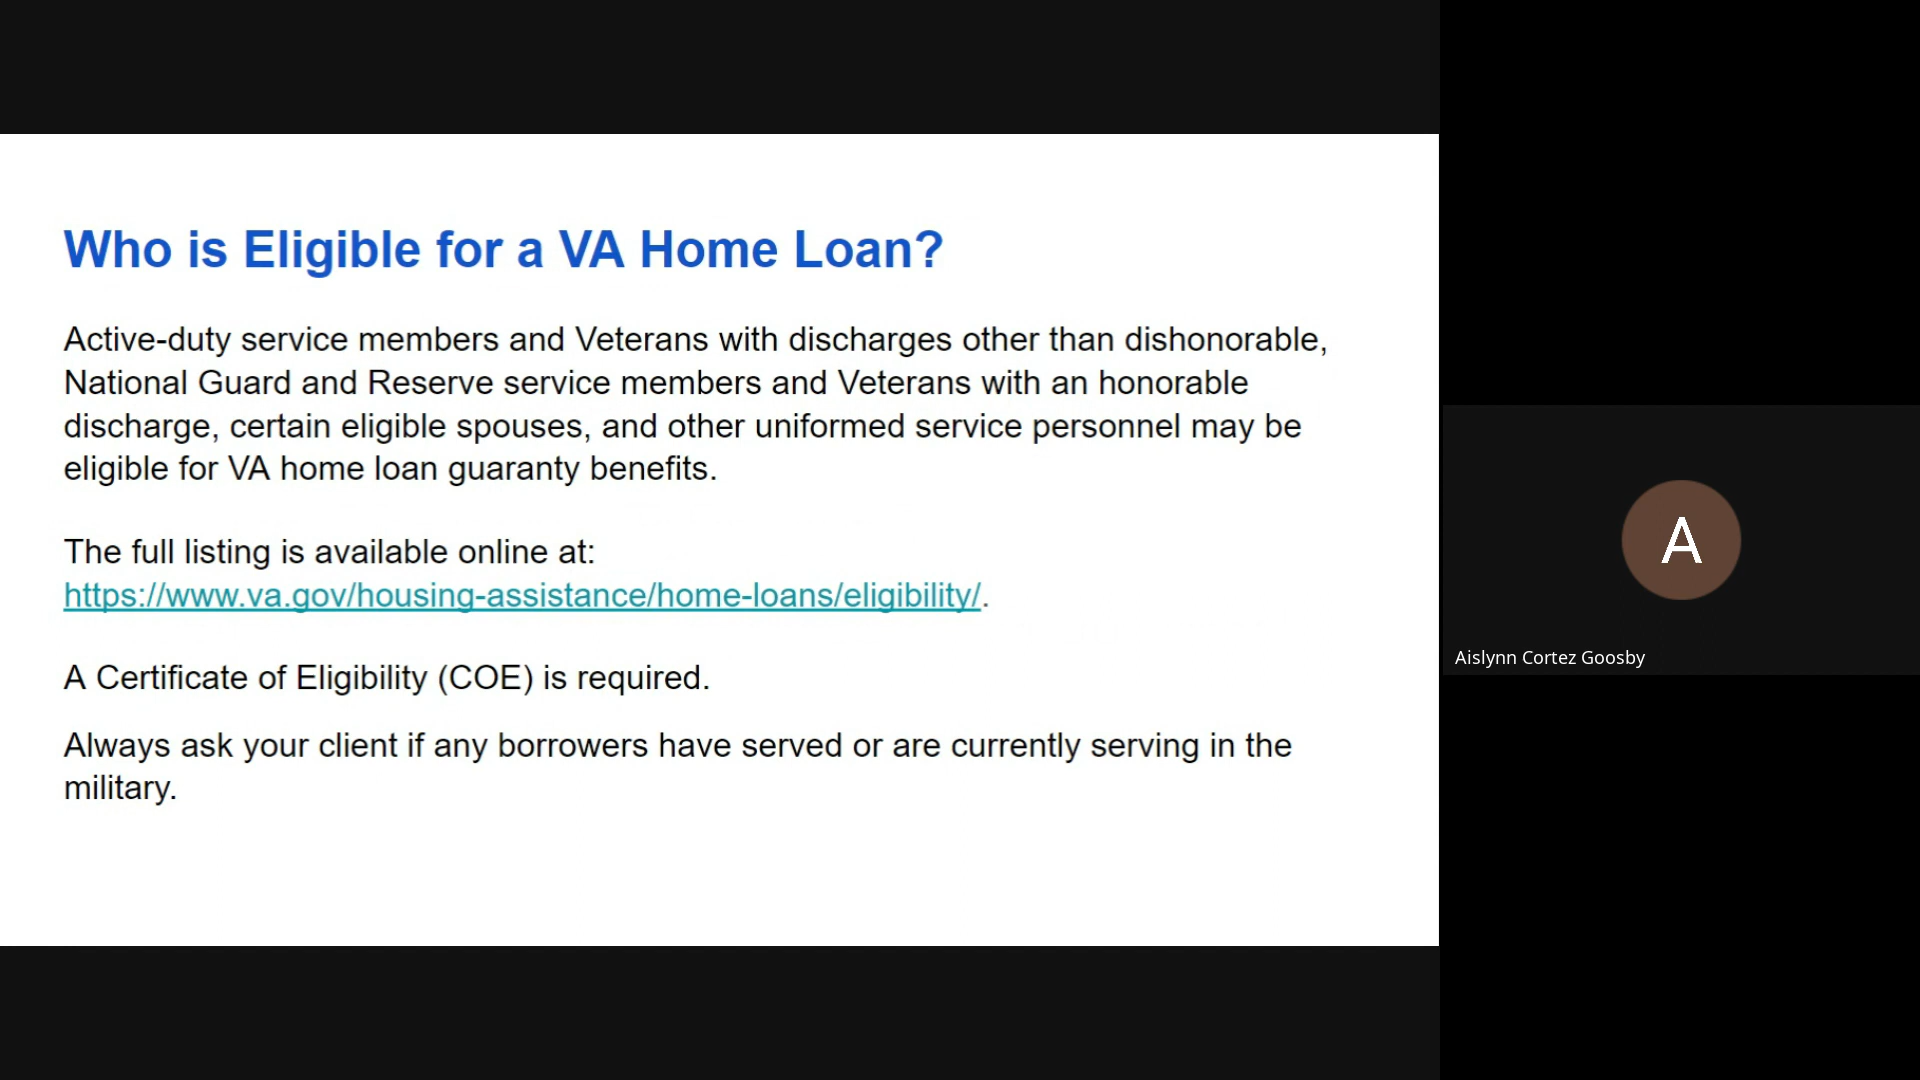 Who is Eligible for a VA Home Loan?
Active-duty service members and Veterans with discharges other than dishonorable,
National Guard and Reserve service members and Veterans with an honorable
discharge, certain eligible spouses, and other uniformed service personnel may be
eligible for VA home loan guaranty benefits.
The full listing is available online at:
https://www.va.gov/housing-assistance/home-loans/eligibility/.
A Certificate of Eligibility (COE) is required.
Always ask your client if any borrowers have served or are currently serving in the
military.
A
Aislynn Cortez Goosby